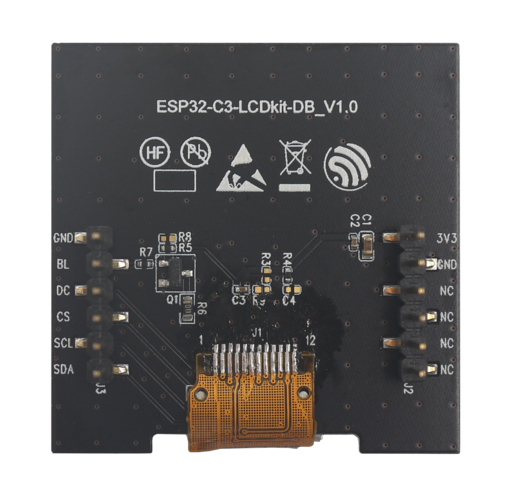 ESP32-C3-LCDkit-DB_V1.0
HF
Pb
C2 C1
GND R8 3V3
R7 R5
BL R3 R4 GND
DC NC
Q1 C3 C4
CS R6 NC
J1
SCL 1 12 NC
SDA NC
J3 J2